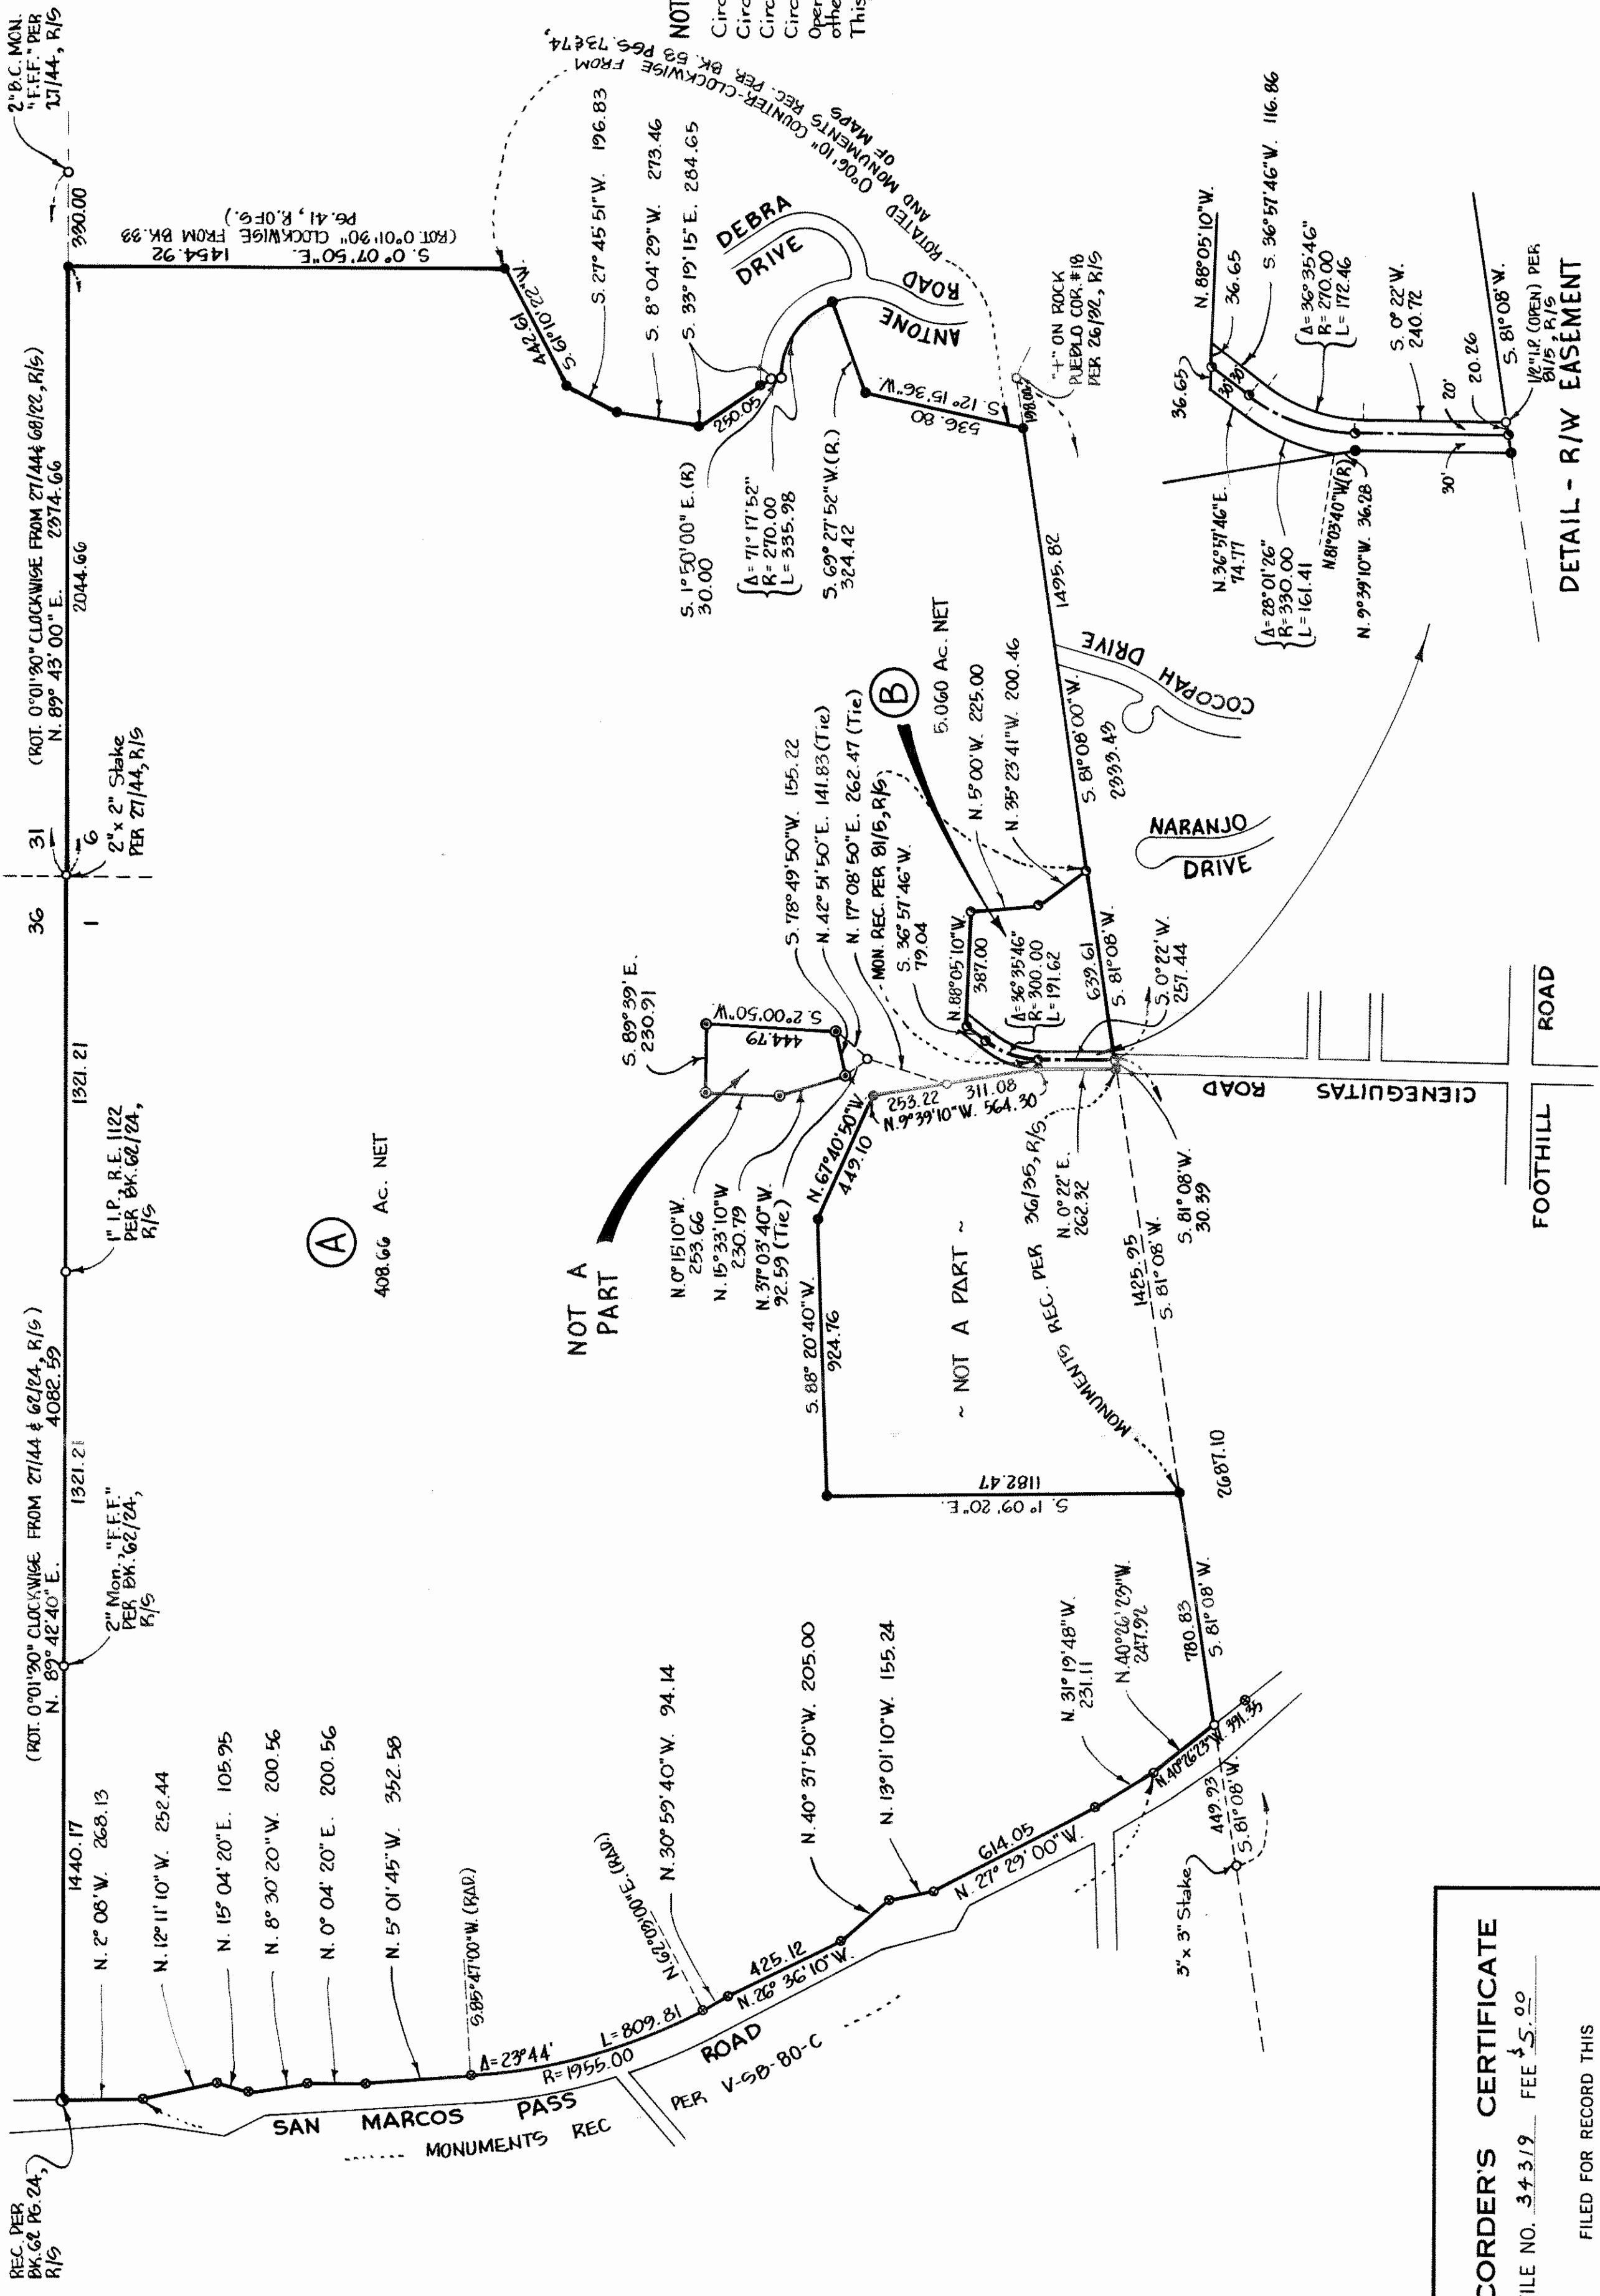 REC. PER
BK. 62 PG. 24,
R/S
(ROT. 0°01'30" CLOCKWISE FROM 27/44 & 62/24, R/S)
N. 89°42'40" E. 4082.59
1440.17
1321.21
1321.21
2" Mon., "F.F.F."
PER BK. 62/24,
R/S
1" I.P., R.E. 1122
PER BK. 62/24,
R/S
36
31
1
6
2" x 2" Stake
PER 27/44, R/S
(ROT. 0°01'30" CLOCKWISE FROM 27/44 & 68/22, R/S)
N. 89° 43' 00" E. 2374.66
2044.66
330.00
2" B.C. MON.
"F.F.F." PER
27/44, R/S
S. 0° 07' 50" E. 1454.92
(ROT. 0°01'30" CLOCKWISE FROM BK. 33
PG. 41, R. OF S.)
NOT
Circ
Circ
Circ
Circ
Oper
othe
This
ROTATED 0°06'10" COUNTER-CLOCKWISE FROM
AND MONUMENTS REC. PER BK. 53 PGS. 73&74,
OF MAPS
442.61
S. 61°10'22" W.
S. 27° 45' 51" W. 196.83
S. 8° 04' 29" W. 273.46
S. 33° 19' 15" E. 284.65
250.05
DEBRA
DRIVE
ANTONE
ROAD
S. 1° 50' 00" E. (R)
30.00
Δ = 71° 17' 52"
R = 270.00
L = 335.98
S. 69° 27' 52" W. (R.)
324.42
S. 12° 15' 36" W.
536.80
198.00
"+" ON ROCK
PUEBLO COR. #18
PER 26/32, R/S
1495.82
S. 81° 08' 00" W.
2333.43
COCOPAH DRIVE
NARANJO
DRIVE
N. 2° 08' W. 268.13
N. 12° 11' 10" W. 252.44
N. 15° 04' 20" E. 105.95
N. 8° 30' 20" W. 200.56
N. 0° 04' 20" E. 200.56
N. 5° 01' 45" W. 352.58
S. 85° 47' 00" W. (RAD.)
Δ = 23° 44'
L = 809.81
R = 1955.00
N. 62° 03' 00" E. (RAD.)
N. 30° 59' 40" W. 94.14
425.12
N. 26° 36' 10" W.
SAN MARCOS PASS ROAD
MONUMENTS REC PER V-SB-80-C
N. 40° 37' 50" W. 205.00
N. 13° 01' 10" W. 155.24
614.05
N. 27° 29' 00" W.
N. 31° 19' 48" W.
231.11
N. 40° 26' 23" W.
247.92
N. 40° 26' 23" W. 391.35
449.93
S. 81° 08' W.
3" x 3" Stake
780.83
S. 81° 08' W.
2687.10
S. 1° 09' 20" E.
1182.47
A
408.66 Ac. NET
NOT A
PART
S. 88° 20' 40" W.
924.76
N. 67° 40' 50" W
449.10
~ NOT A PART ~
MONUMENTS REC. PER 36/35, R/S
1425.95
S. 81° 08' W.
S. 89° 39' E.
230.91
S. 2° 00' 50" W.
444.79
N. 0° 15' 10" W.
253.66
N. 15° 33' 10" W
230.79
N. 37° 03' 40" W.
92.59 (Tie)
S. 78° 49' 50" W. 155.22
N. 42° 51' 50" E. 141.83 (Tie)
N. 17° 08' 50" E. 262.47 (Tie)
MON. REC. PER 81/5, R/S
253.22
311.08
N. 9° 39' 10" W. 564.30
S. 36° 57' 46" W.
79.04
N. 88° 05' 10" W.
387.00
Δ = 36° 35' 46"
R = 300.00
L = 191.62
B
5.060 Ac. NET
N. 5° 00' W. 225.00
N. 35° 23' 41" W. 200.46
639.61
S. 81° 08' W.
S. 0° 22' W.
257.44
N. 0° 22' E.
262.32
S. 81° 08' W.
30.39
CIENEGUITAS ROAD
FOOTHILL ROAD
N. 88° 05' 10" W.
36.65
36.65
30'
30'
S. 36° 57' 46" W. 116.86
Δ = 36° 35' 46"
R = 270.00
L = 172.46
N. 36° 57' 46" E.
74.77
Δ = 28° 01' 26"
R = 330.00
L = 161.41
N. 81° 03' 40" W (R)
N. 9° 39' 10" W. 36.28
S. 0° 22' W.
240.72
30'
20'
20.26
S. 81° 08' W.
1/2" I.P. (OPEN) PER
81/5, R/S
DETAIL - R/W EASEMENT
CORDER'S CERTIFICATE
ILE NO. 34319 FEE $5.00
FILED FOR RECORD THIS